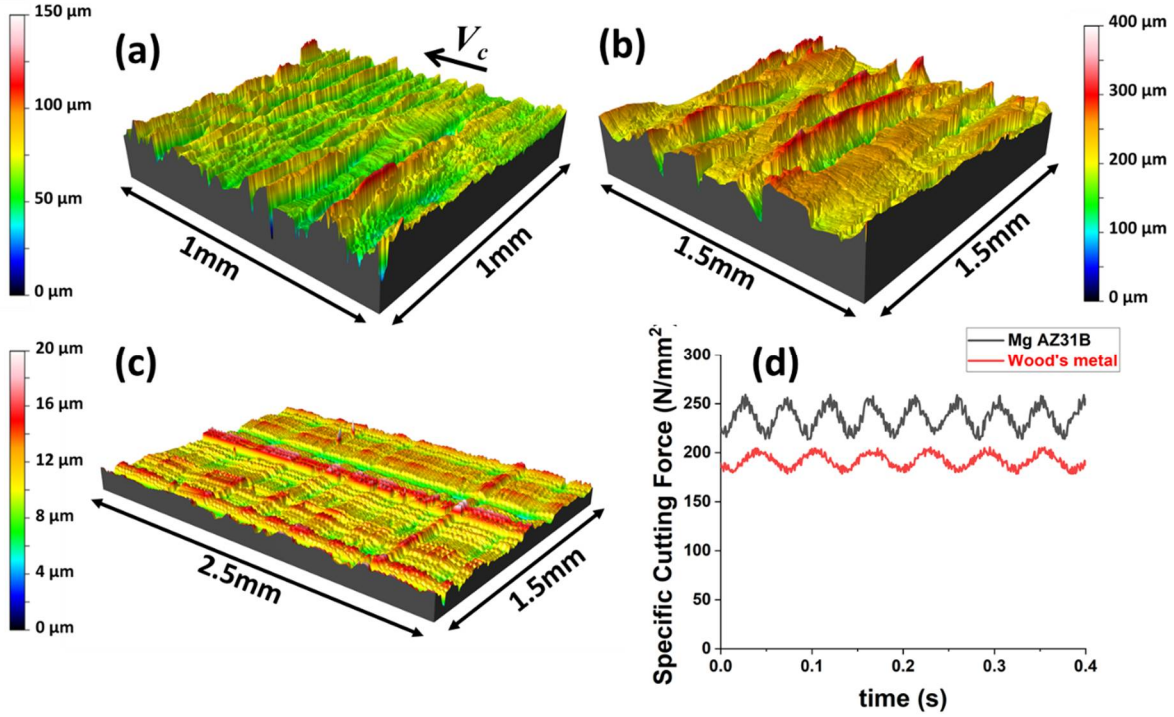 150 µm
100 µm
50 µm
0 µm
(a)
Vc
1mm
1mm
(b)
400 µm
300 µm
200 µm
100 µm
0 µm
1.5mm
1.5mm
20 µm
16 µm
12 µm
8 µm
4 µm
0 µm
(c)
2.5mm
1.5mm
(d)
Mg AZ31B
Wood's metal
Specific Cutting Force (N/mm²
300
250
200
150
100
50
0
0.0 0.1 0.2 0.3 0.4
time (s)